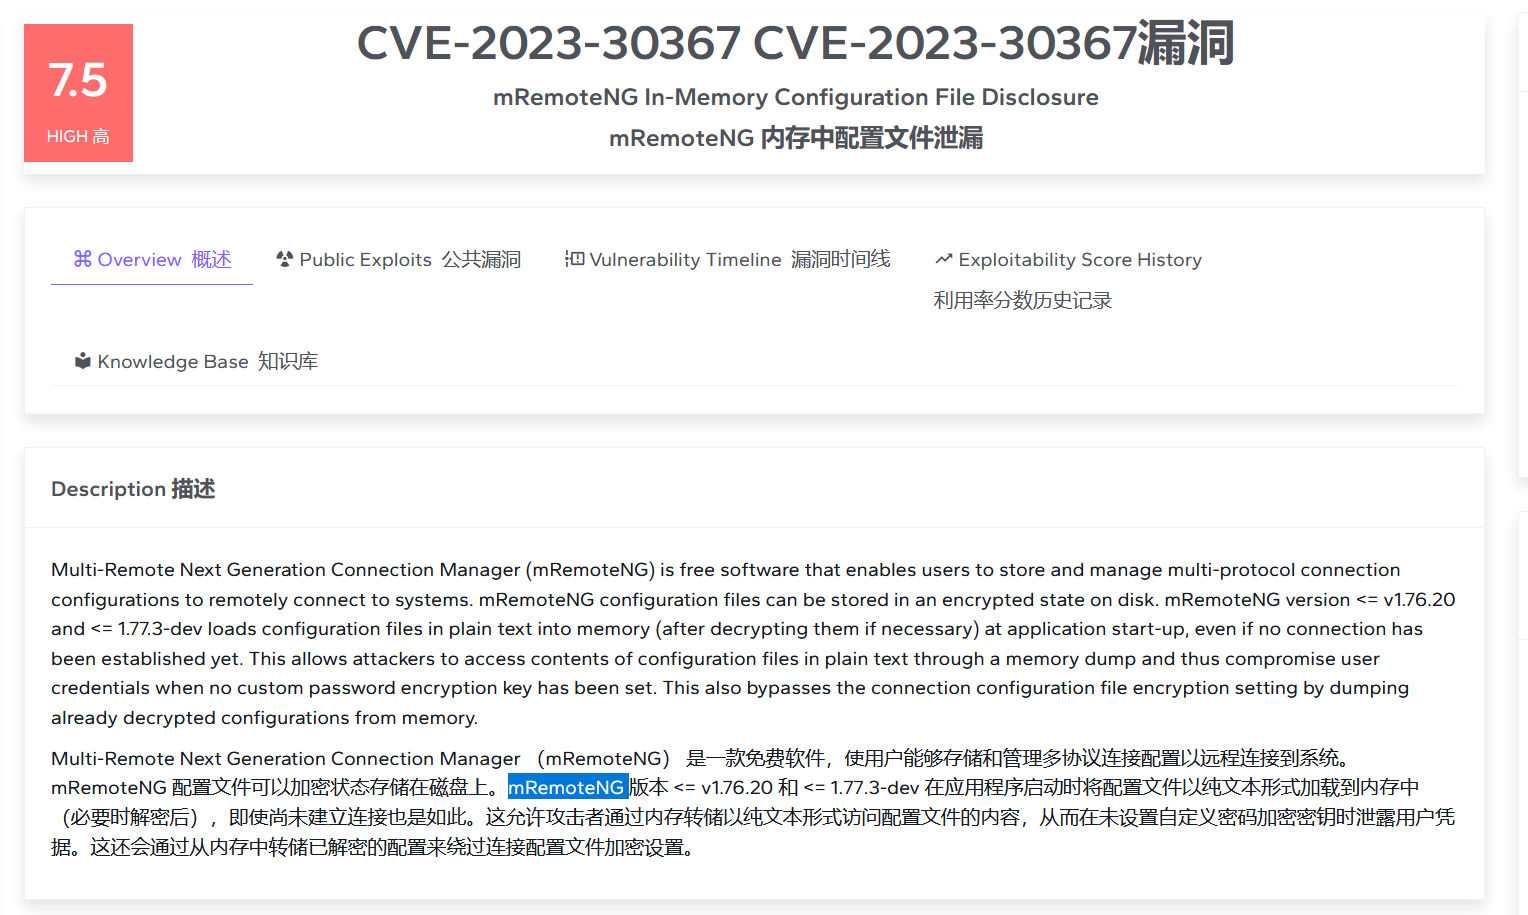 7.5
HIGH 高
CVE-2023-30367 CVE-2023-30367漏洞
mRemoteNG In-Memory Configuration File Disclosure
mRemoteNG 内存中配置文件泄漏
Overview 概述
Public Exploits 公共漏洞
Vulnerability Timeline 漏洞时间线
Exploitability Score History
利用率分数历史记录
Knowledge Base 知识库
Description 描述
Multi-Remote Next Generation Connection Manager (mRemoteNG) is free software that enables users to store and manage multi-protocol connection
configurations to remotely connect to systems. mRemoteNG configuration files can be stored in an encrypted state on disk. mRemoteNG version <= v1.76.20
and <= 1.77.3-dev loads configuration files in plain text into memory (after decrypting them if necessary) at application start-up, even if no connection has
been established yet. This allows attackers to access contents of configuration files in plain text through a memory dump and thus compromise user
credentials when no custom password encryption key has been set. This also bypasses the connection configuration file encryption setting by dumping
already decrypted configurations from memory.
Multi-Remote Next Generation Connection Manager （mRemoteNG） 是一款免费软件，使用户能够存储和管理多协议连接配置以远程连接到系统。
mRemoteNG 配置文件可以加密状态存储在磁盘上。mRemoteNG 版本 <= v1.76.20 和 <= 1.77.3-dev 在应用程序启动时将配置文件以纯文本形式加载到内存中
（必要时解密后），即使尚未建立连接也是如此。这允许攻击者通过内存转储以纯文本形式访问配置文件的内容，从而在未设置自定义密码加密密钥时泄露用户凭
据。这还会通过从内存中转储已解密的配置来绕过连接配置文件加密设置。